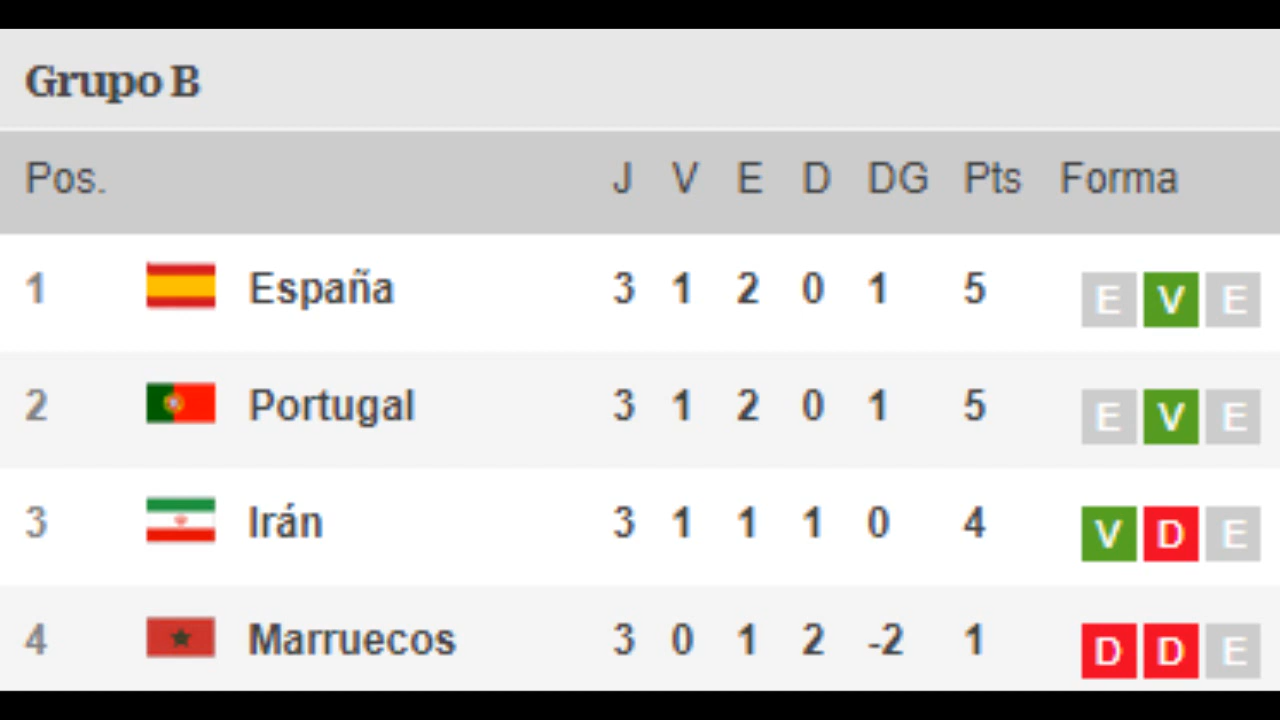 Grupo B
Pos. J V E D DG Pts Forma
1 España 3 1 2 0 1 5 E V E
2 Portugal 3 1 2 0 1 5 E V E
3 Irán 3 1 1 1 0 4 V D E
4 Marruecos 3 0 1 2 -2 1 D D E